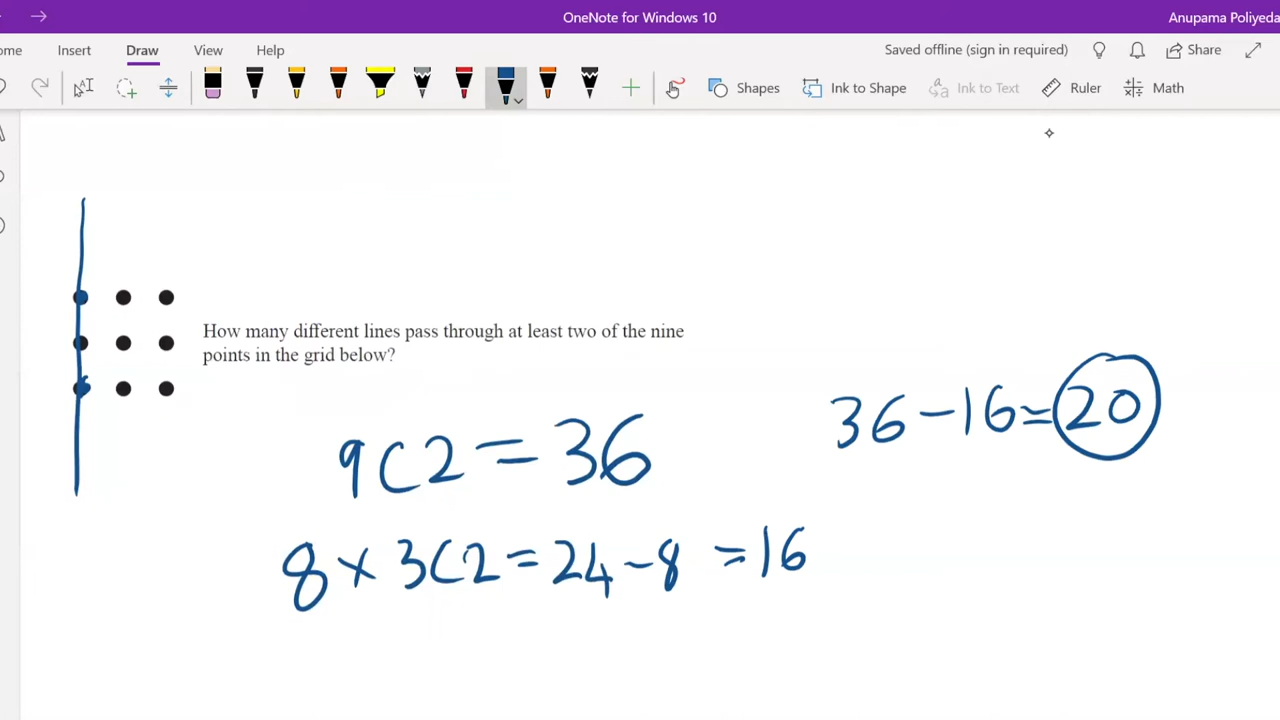 OneNote for Windows 10
Anupama Poliyeda
ome Insert Draw View Help
Saved offline (sign in required) Share
Shapes Ink to Shape Ink to Text Ruler Math
How many different lines pass through at least two of the nine
points in the grid below?
36-16=20
9C2=36
8×3C2=24-8=16